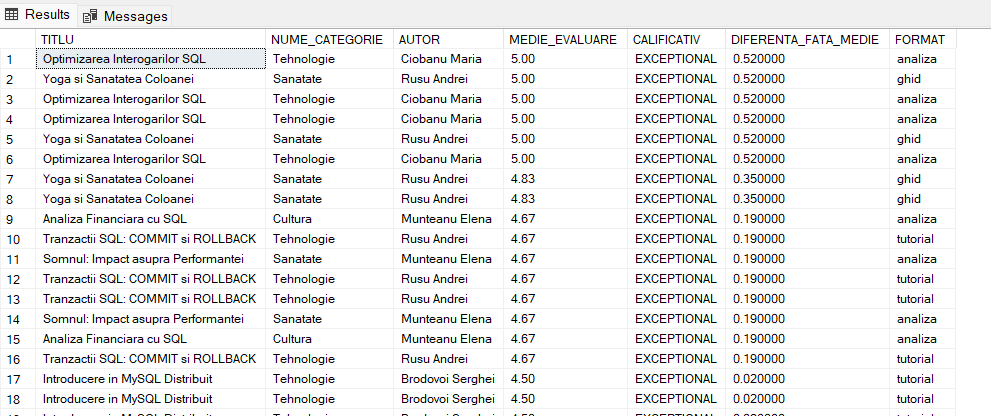 Results Messages
TITLU NUME_CATEGORIE AUTOR MEDIE_EVALUARE CALIFICATIV DIFERENTA_FATA_MEDIE FORMAT
1 Optimizarea Interogarilor SQL Tehnologie Ciobanu Maria 5.00 EXCEPTIONAL 0.520000 analiza
2 Yoga si Sanatatea Coloanei Sanatate Rusu Andrei 5.00 EXCEPTIONAL 0.520000 ghid
3 Optimizarea Interogarilor SQL Tehnologie Ciobanu Maria 5.00 EXCEPTIONAL 0.520000 analiza
4 Optimizarea Interogarilor SQL Tehnologie Ciobanu Maria 5.00 EXCEPTIONAL 0.520000 analiza
5 Yoga si Sanatatea Coloanei Sanatate Rusu Andrei 5.00 EXCEPTIONAL 0.520000 ghid
6 Optimizarea Interogarilor SQL Tehnologie Ciobanu Maria 5.00 EXCEPTIONAL 0.520000 analiza
7 Yoga si Sanatatea Coloanei Sanatate Rusu Andrei 4.83 EXCEPTIONAL 0.350000 ghid
8 Yoga si Sanatatea Coloanei Sanatate Rusu Andrei 4.83 EXCEPTIONAL 0.350000 ghid
9 Analiza Financiara cu SQL Cultura Munteanu Elena 4.67 EXCEPTIONAL 0.190000 analiza
10 Tranzactii SQL: COMMIT si ROLLBACK Tehnologie Rusu Andrei 4.67 EXCEPTIONAL 0.190000 tutorial
11 Somnul: Impact asupra Performantei Sanatate Munteanu Elena 4.67 EXCEPTIONAL 0.190000 analiza
12 Tranzactii SQL: COMMIT si ROLLBACK Tehnologie Rusu Andrei 4.67 EXCEPTIONAL 0.190000 tutorial
13 Tranzactii SQL: COMMIT si ROLLBACK Tehnologie Rusu Andrei 4.67 EXCEPTIONAL 0.190000 tutorial
14 Somnul: Impact asupra Performantei Sanatate Munteanu Elena 4.67 EXCEPTIONAL 0.190000 analiza
15 Analiza Financiara cu SQL Cultura Munteanu Elena 4.67 EXCEPTIONAL 0.190000 analiza
16 Tranzactii SQL: COMMIT si ROLLBACK Tehnologie Rusu Andrei 4.67 EXCEPTIONAL 0.190000 tutorial
17 Introducere in MySQL Distribuit Tehnologie Brodovoi Serghei 4.50 EXCEPTIONAL 0.020000 tutorial
18 Introducere in MySQL Distribuit Tehnologie Brodovoi Serghei 4.50 EXCEPTIONAL 0.020000 tutorial